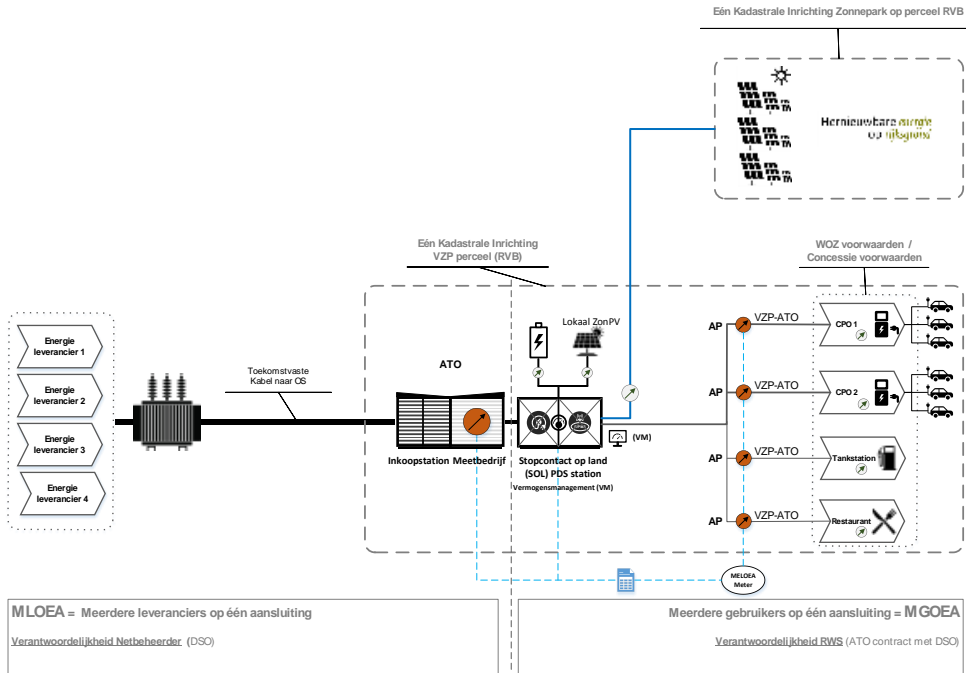 Eén Kadastrale Inrichting Zonnepark op perceel RVB
Hernieuwbare energie
op rijksgrond
Eén Kadastrale Inrichting
VZP perceel (RVB)
WOZ voorwaarden /
Concessie voorwaarden
Energie
leverancier 1
Energie
leverancier 2
Energie
leverancier 3
Energie
leverancier 4
Toekomstvaste
Kabel naar OS
ATO
Lokaal ZonPV
Inkoopstation Meetbedrijf
Stopcontact op land
(SOL) PDS station
Vermogensmanagement (VM)
(VM)
AP
VZP-ATO
CPO 1
AP
VZP-ATO
CPO 2
AP
VZP-ATO
Tankstation
AP
VZP-ATO
Restaurant
MELOEA
Meter
MLOEA = Meerdere leveranciers op één aansluiting
Verantwoordelijkheid Netbeheerder (DSO)
Meerdere gebruikers op één aansluiting = MGOEA
Verantwoordelijkheid RWS (ATO contract met DSO)